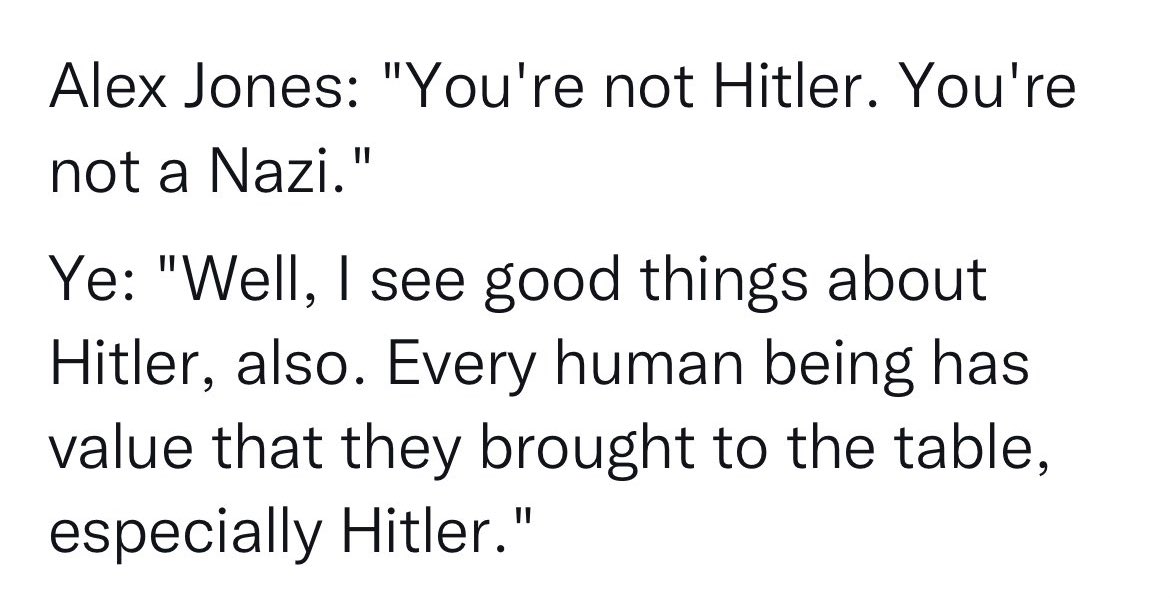 Alex Jones: "You're not Hitler. You're
not a Nazi."
Ye: "Well, I see good things about
Hitler, also. Every human being has
value that they brought to the table,
especially Hitler."